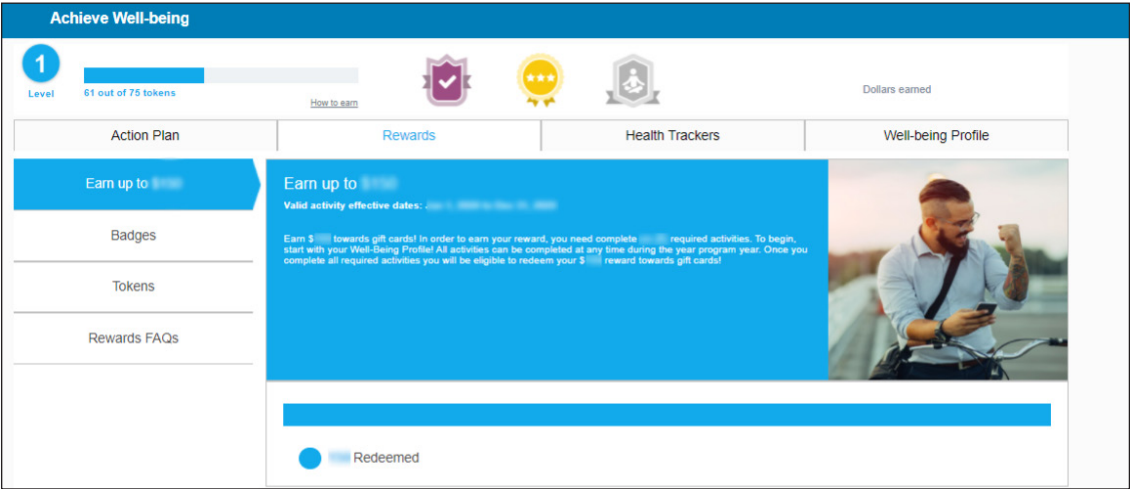 Achieve Well-being
1
Level
61 out of 75 tokens
How to earn
Dollars earned
Action Plan
Rewards
Health Trackers
Well-being Profile
Earn up to
Badges
Tokens
Rewards FAQs
Earn up to
Valid activity effective dates:
Earn $ towards gift cards! In order to earn your reward, you need complete required activities. To begin,
start with your Well-Being Profile! All activities can be completed at any time during the year program year. Once you
complete all required activities you will be eligible to redeem your $ reward towards gift cards!
Redeemed